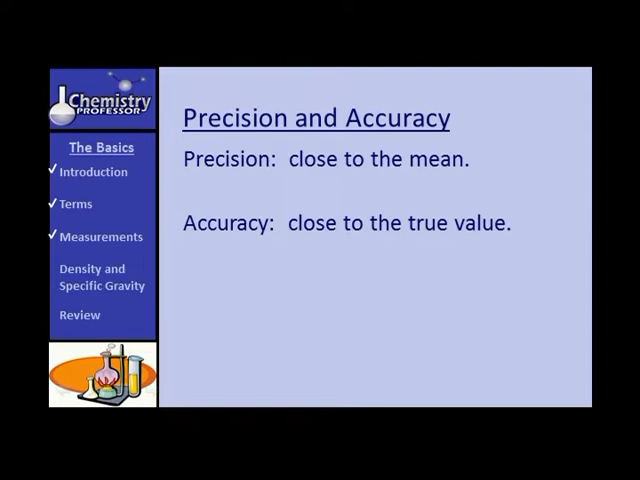 Chemistry
PROFESSOR
The Basics
Introduction
Terms
Measurements
Density and
Specific Gravity
Review
Precision and Accuracy
Precision: close to the mean.
Accuracy: close to the true value.